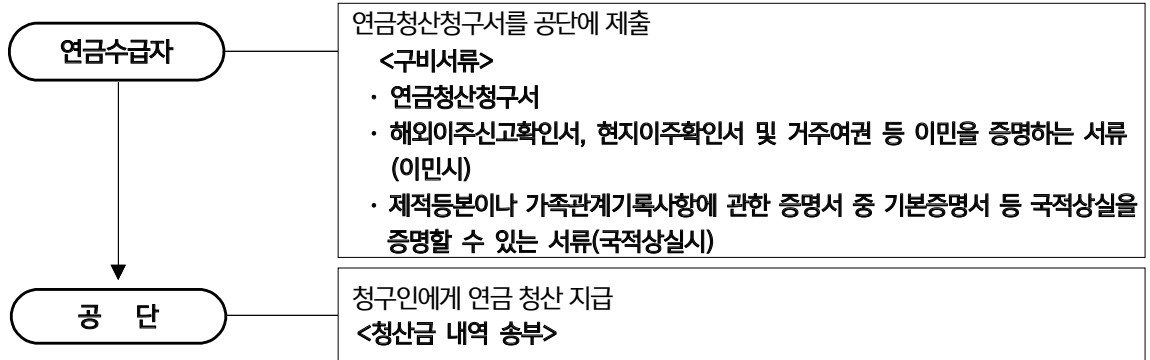 연금수급자
연금청산청구서를 공단에 제출
<구비서류>
· 연금청산청구서
· 해외이주신고확인서, 현지이주확인서 및 거주여권 등 이민을 증명하는 서류
(이민시)
· 제적등본이나 가족관계기록사항에 관한 증명서 중 기본증명서 등 국적상실을
증명할 수 있는 서류(국적상실시)
공 단
청구인에게 연금 청산 지급
<청산금 내역 송부>